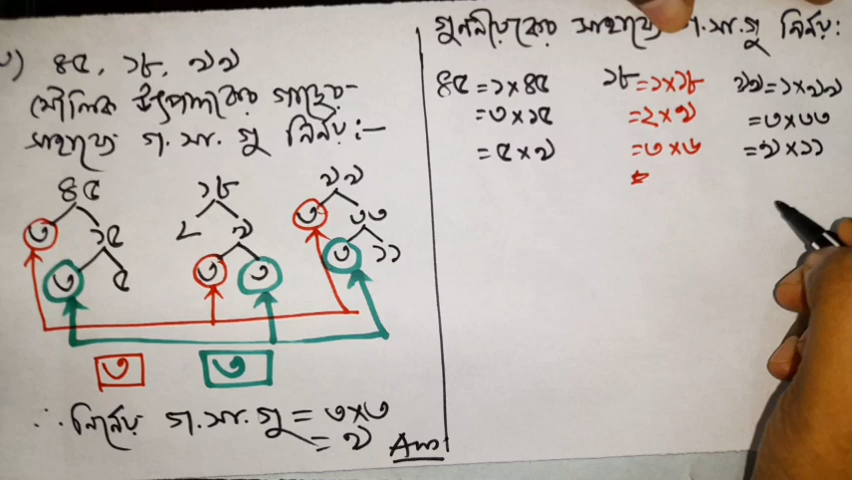 ৩) ৪৫, ১৮, ৯৯
মৌলিক উৎপাদকের গাছের
সাহায্যে গ.সা.গু নির্ণয়:-
৪৫
৩ ১৫
৩ ৫
১৮
২ ৯
৩ ৩
৯৯
৩ ৩৩
৩ ১১
৩ ৩
∴ নির্ণেয় গ.সা.গু = ৩×৩
= ৯ Ans
গুণনীয়কের সাহায্যে গ.সা.গু নির্ণয়:
৪৫ = ১×৪৫
= ৩×১৫
= ৫×৯
১৮ = ১×১৮
= ২×৯
= ৩×৬
৯৯ = ১×৯৯
= ৩×৩৩
= ৯×১১